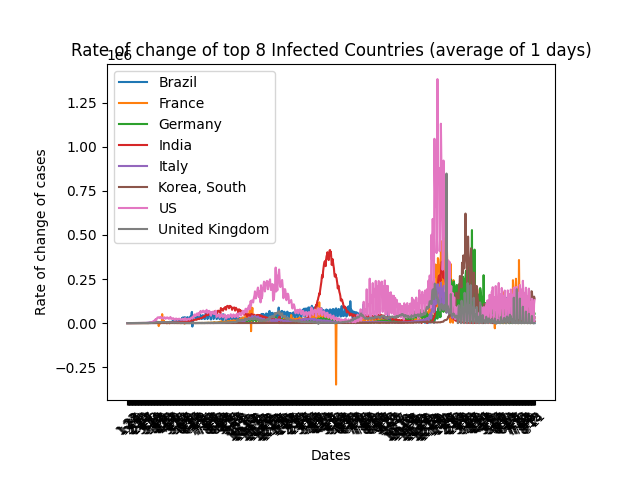 Rate of change of top 8 Infected Countries (average of 1 days)
1e6
Brazil
France
Germany
India
Italy
Korea, South
US
United Kingdom
1.25
1.00
0.75
0.50
0.25
0.00
−0.25
Rate of change of cases
Dates